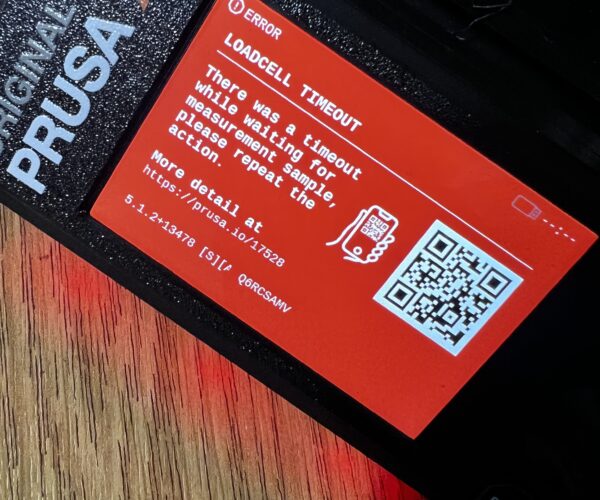 ORIGINAL
PRUSA
ERROR
LOADCELL TIMEOUT
There was a timeout
while waiting for
measurement sample,
please repeat the
action.
More detail at
https://prusa.io/17528
5.1.2+13478 [S][A Q6RCSAMV
-----